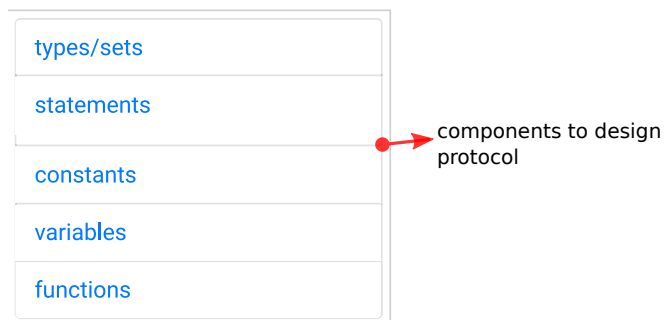 types/sets
statements
components to design
protocol
constants
variables
functions